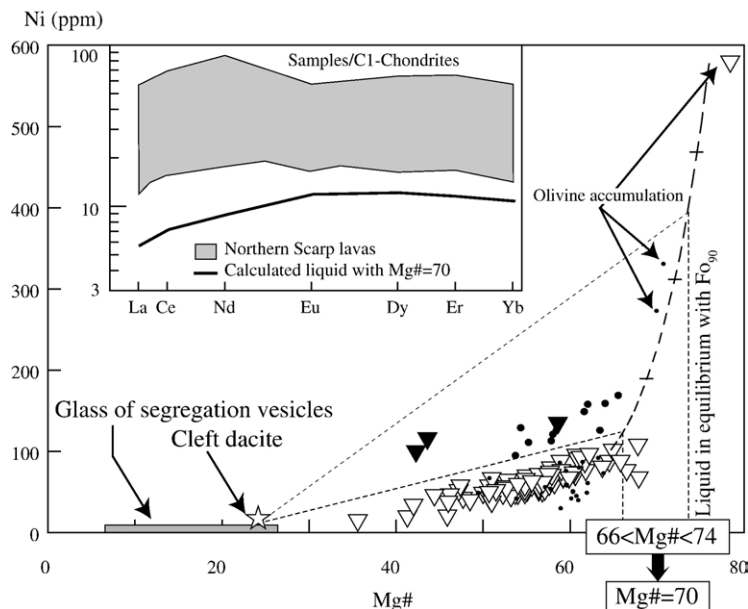 Ni (ppm)
600
500
400
300
200
100
0
100
10
3
Samples/C1-Chondrites
Northern Scarp lavas
Calculated liquid with Mg#=70
La Ce Nd Eu Dy Er Yb
Olivine accumulation
Liquid in equilibrium with Fo90
Glass of segregation vesicles
Cleft dacite
66<Mg#<74
Mg#=70
0 20 40 60 80
Mg#